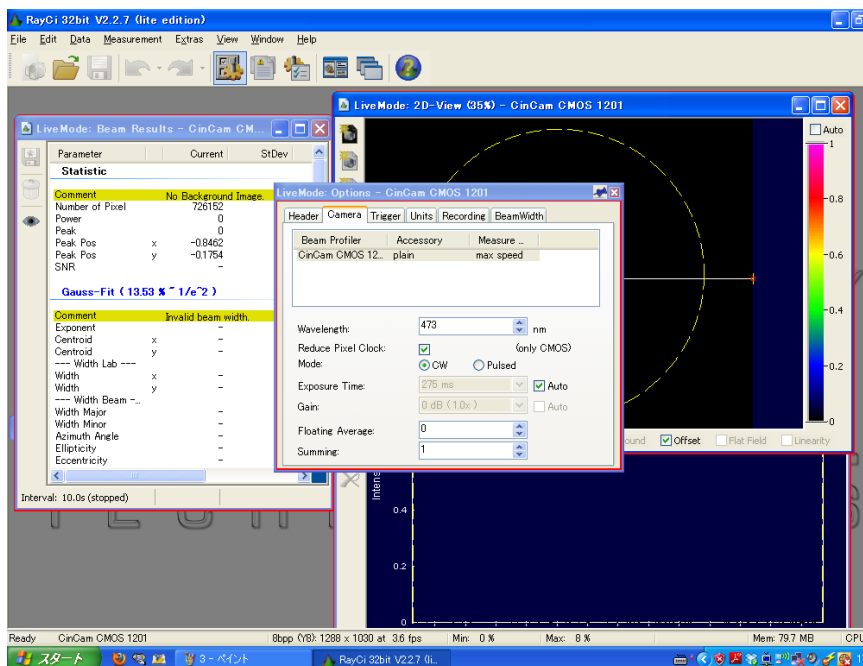 RayCi 32bit V2.2.7 (lite edition)
File Edit Data Measurement Extras View Window Help
LiveMode: 2D-View (35%) - CinCam CMOS 1201
Auto
1
0.8
0.6
0.4
0.2
0
Offset Flat Field Linearity
LiveMode: Beam Results - CinCam CM...
Parameter Current StDev
Statistic
Comment No Background Image.
Number of Pixel 726152
Power 0
Peak 0
Peak Pos x -0.8462
Peak Pos y -0.1754
SNR -
Gauss-Fit ( 13.53 % ~ 1/e^2 )
Comment Invalid beam width.
Exponent -
Centroid x -
Centroid y -
--- Width Lab ---
Width x -
Width y -
--- Width Beam -...
Width Major -
Width Minor -
Azimuth Angle -
Ellipticity -
Eccentricity -
Interval: 10.0s (stopped)
LiveMode: Options - CinCam CMOS 1201
Header Camera Trigger Units Recording BeamWidth
Beam Profiler Accessory Measure ...
CinCam CMOS 12... plain max speed
Wavelength: 473 nm
Reduce Pixel Clock: (only CMOS)
Mode: CW Pulsed
Exposure Time: 275 ms Auto
Gain: 0 dB (1.0x) Auto
Floating Average: 0
Summing: 1
0.4
0.2
0
Ready CinCam CMOS 1201 8bpp (Y8): 1288 x 1030 at 3.6 fps Min: 0 % Max: 8 % Mem: 79.7 MB CPU
スタート 3 - ペイント RayCi 32bit V2.2.7 (li...